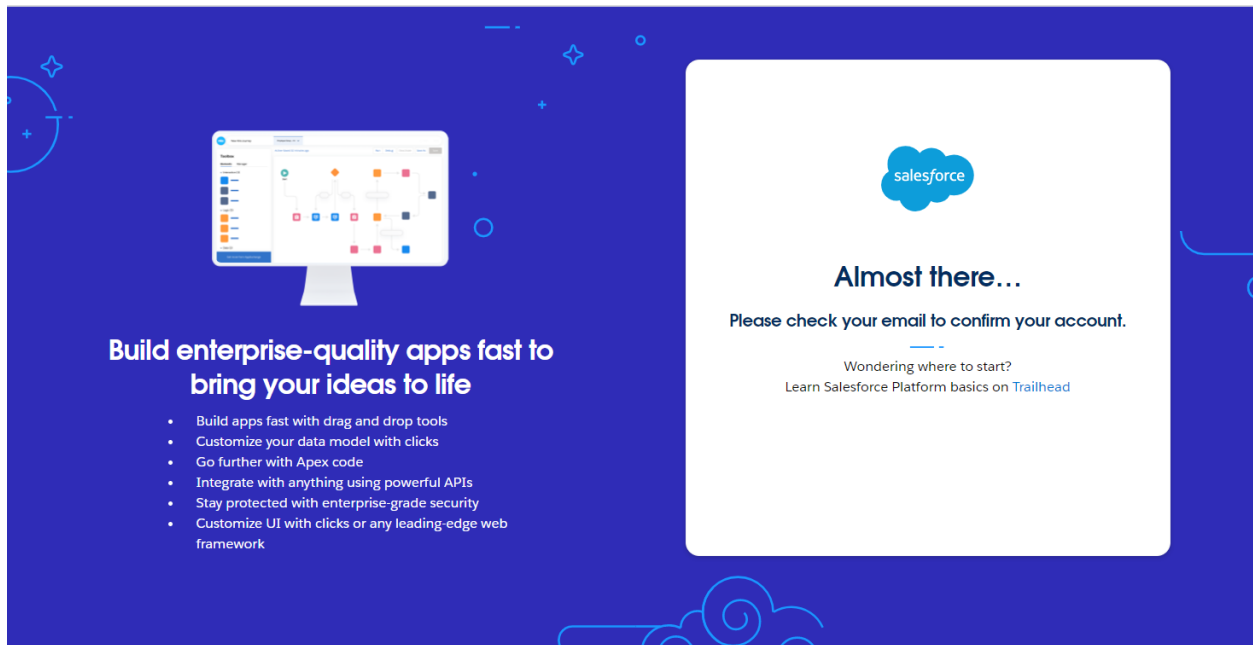 Build enterprise-quality apps fast to
bring your ideas to life
Build apps fast with drag and drop tools
Customize your data model with clicks
Go further with Apex code
Integrate with anything using powerful APIs
Stay protected with enterprise-grade security
Customize UI with clicks or any leading-edge web
framework
salesforce
Almost there...
Please check your email to confirm your account.
Wondering where to start?
Learn Salesforce Platform basics on Trailhead